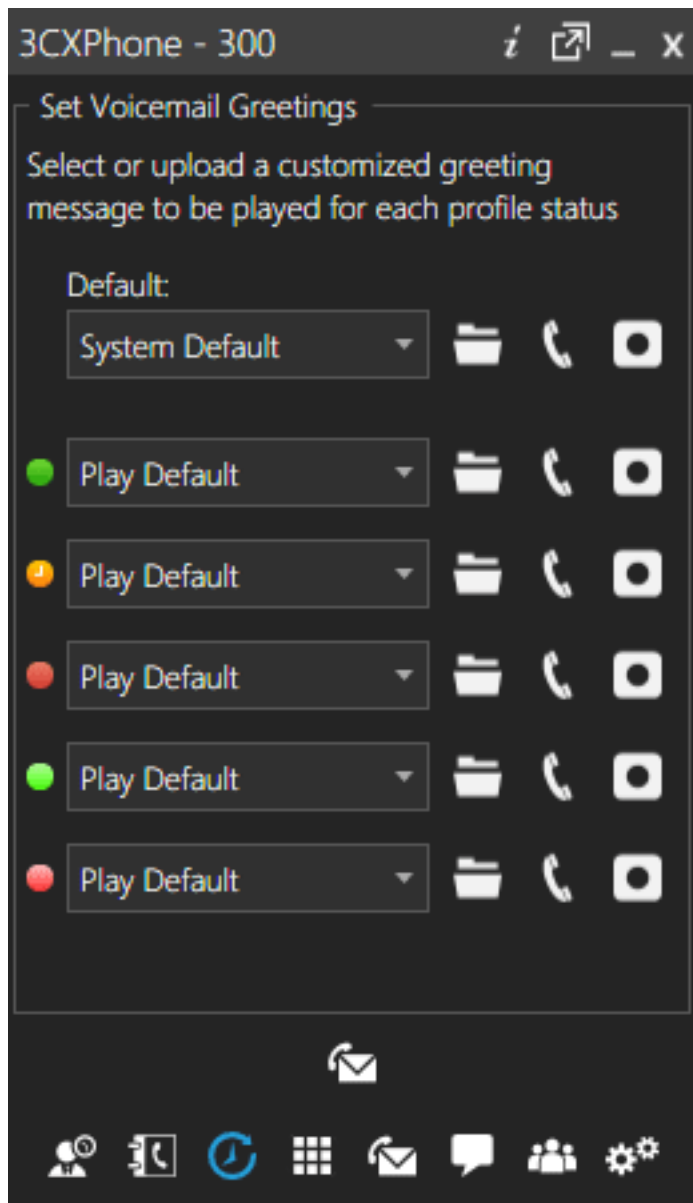 3CXPhone - 300
Set Voicemail Greetings
Select or upload a customized greeting
message to be played for each profile status
Default:
System Default
Play Default
Play Default
Play Default
Play Default
Play Default